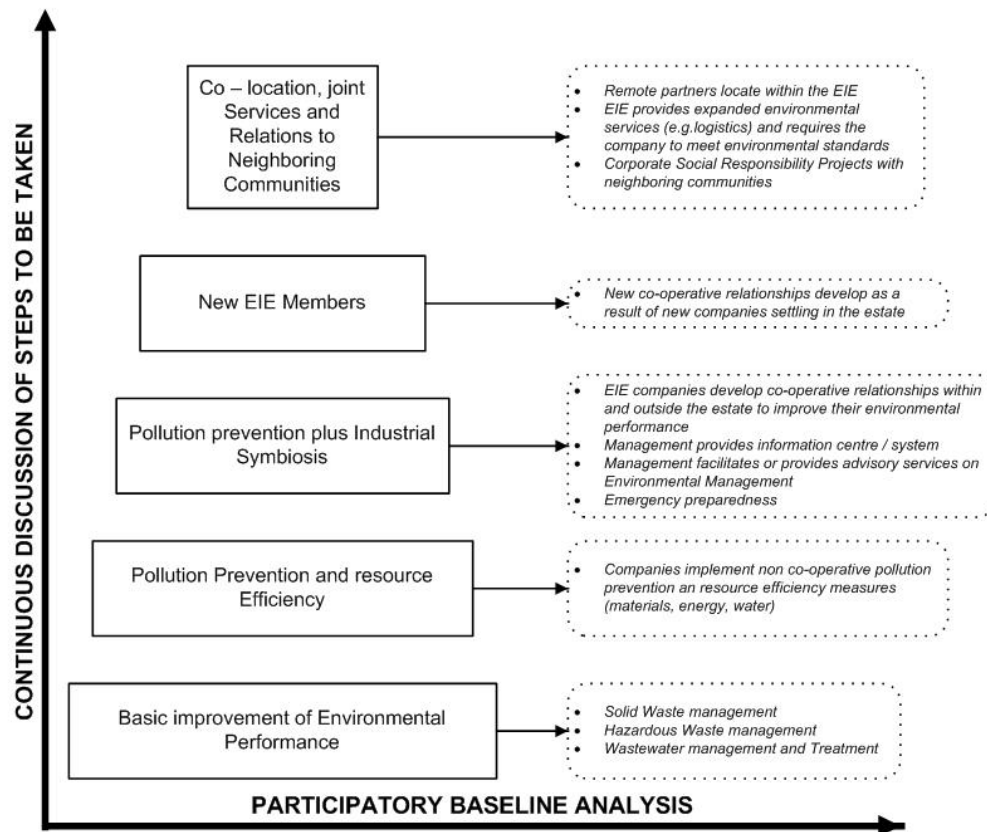 CONTINUOUS DISCUSSION OF STEPS TO BE TAKEN
Co – location, joint
Services and
Relations to
Neighboring
Communities
• Remote partners locate within the EIE
• EIE provides expanded environmental
services (e.g.logistics) and requires the
company to meet environmental standards
• Corporate Social Responsibility Projects with
neighboring communities
New EIE Members
• New co-operative relationships develop as a
result of new companies settling in the estate
Pollution prevention plus Industrial
Symbiosis
• EIE companies develop co-operative relationships within
and outside the estate to improve their environmental
performance
• Management provides information centre / system
• Management facilitates or provides advisory services on
Environmental Management
• Emergency preparedness
Pollution Prevention and resource
Efficiency
• Companies implement non co-operative pollution
prevention an resource efficiency measures
(materials, energy, water)
Basic improvement of Environmental
Performance
• Solid Waste management
• Hazardous Waste management
• Wastewater management and Treatment
PARTICIPATORY BASELINE ANALYSIS